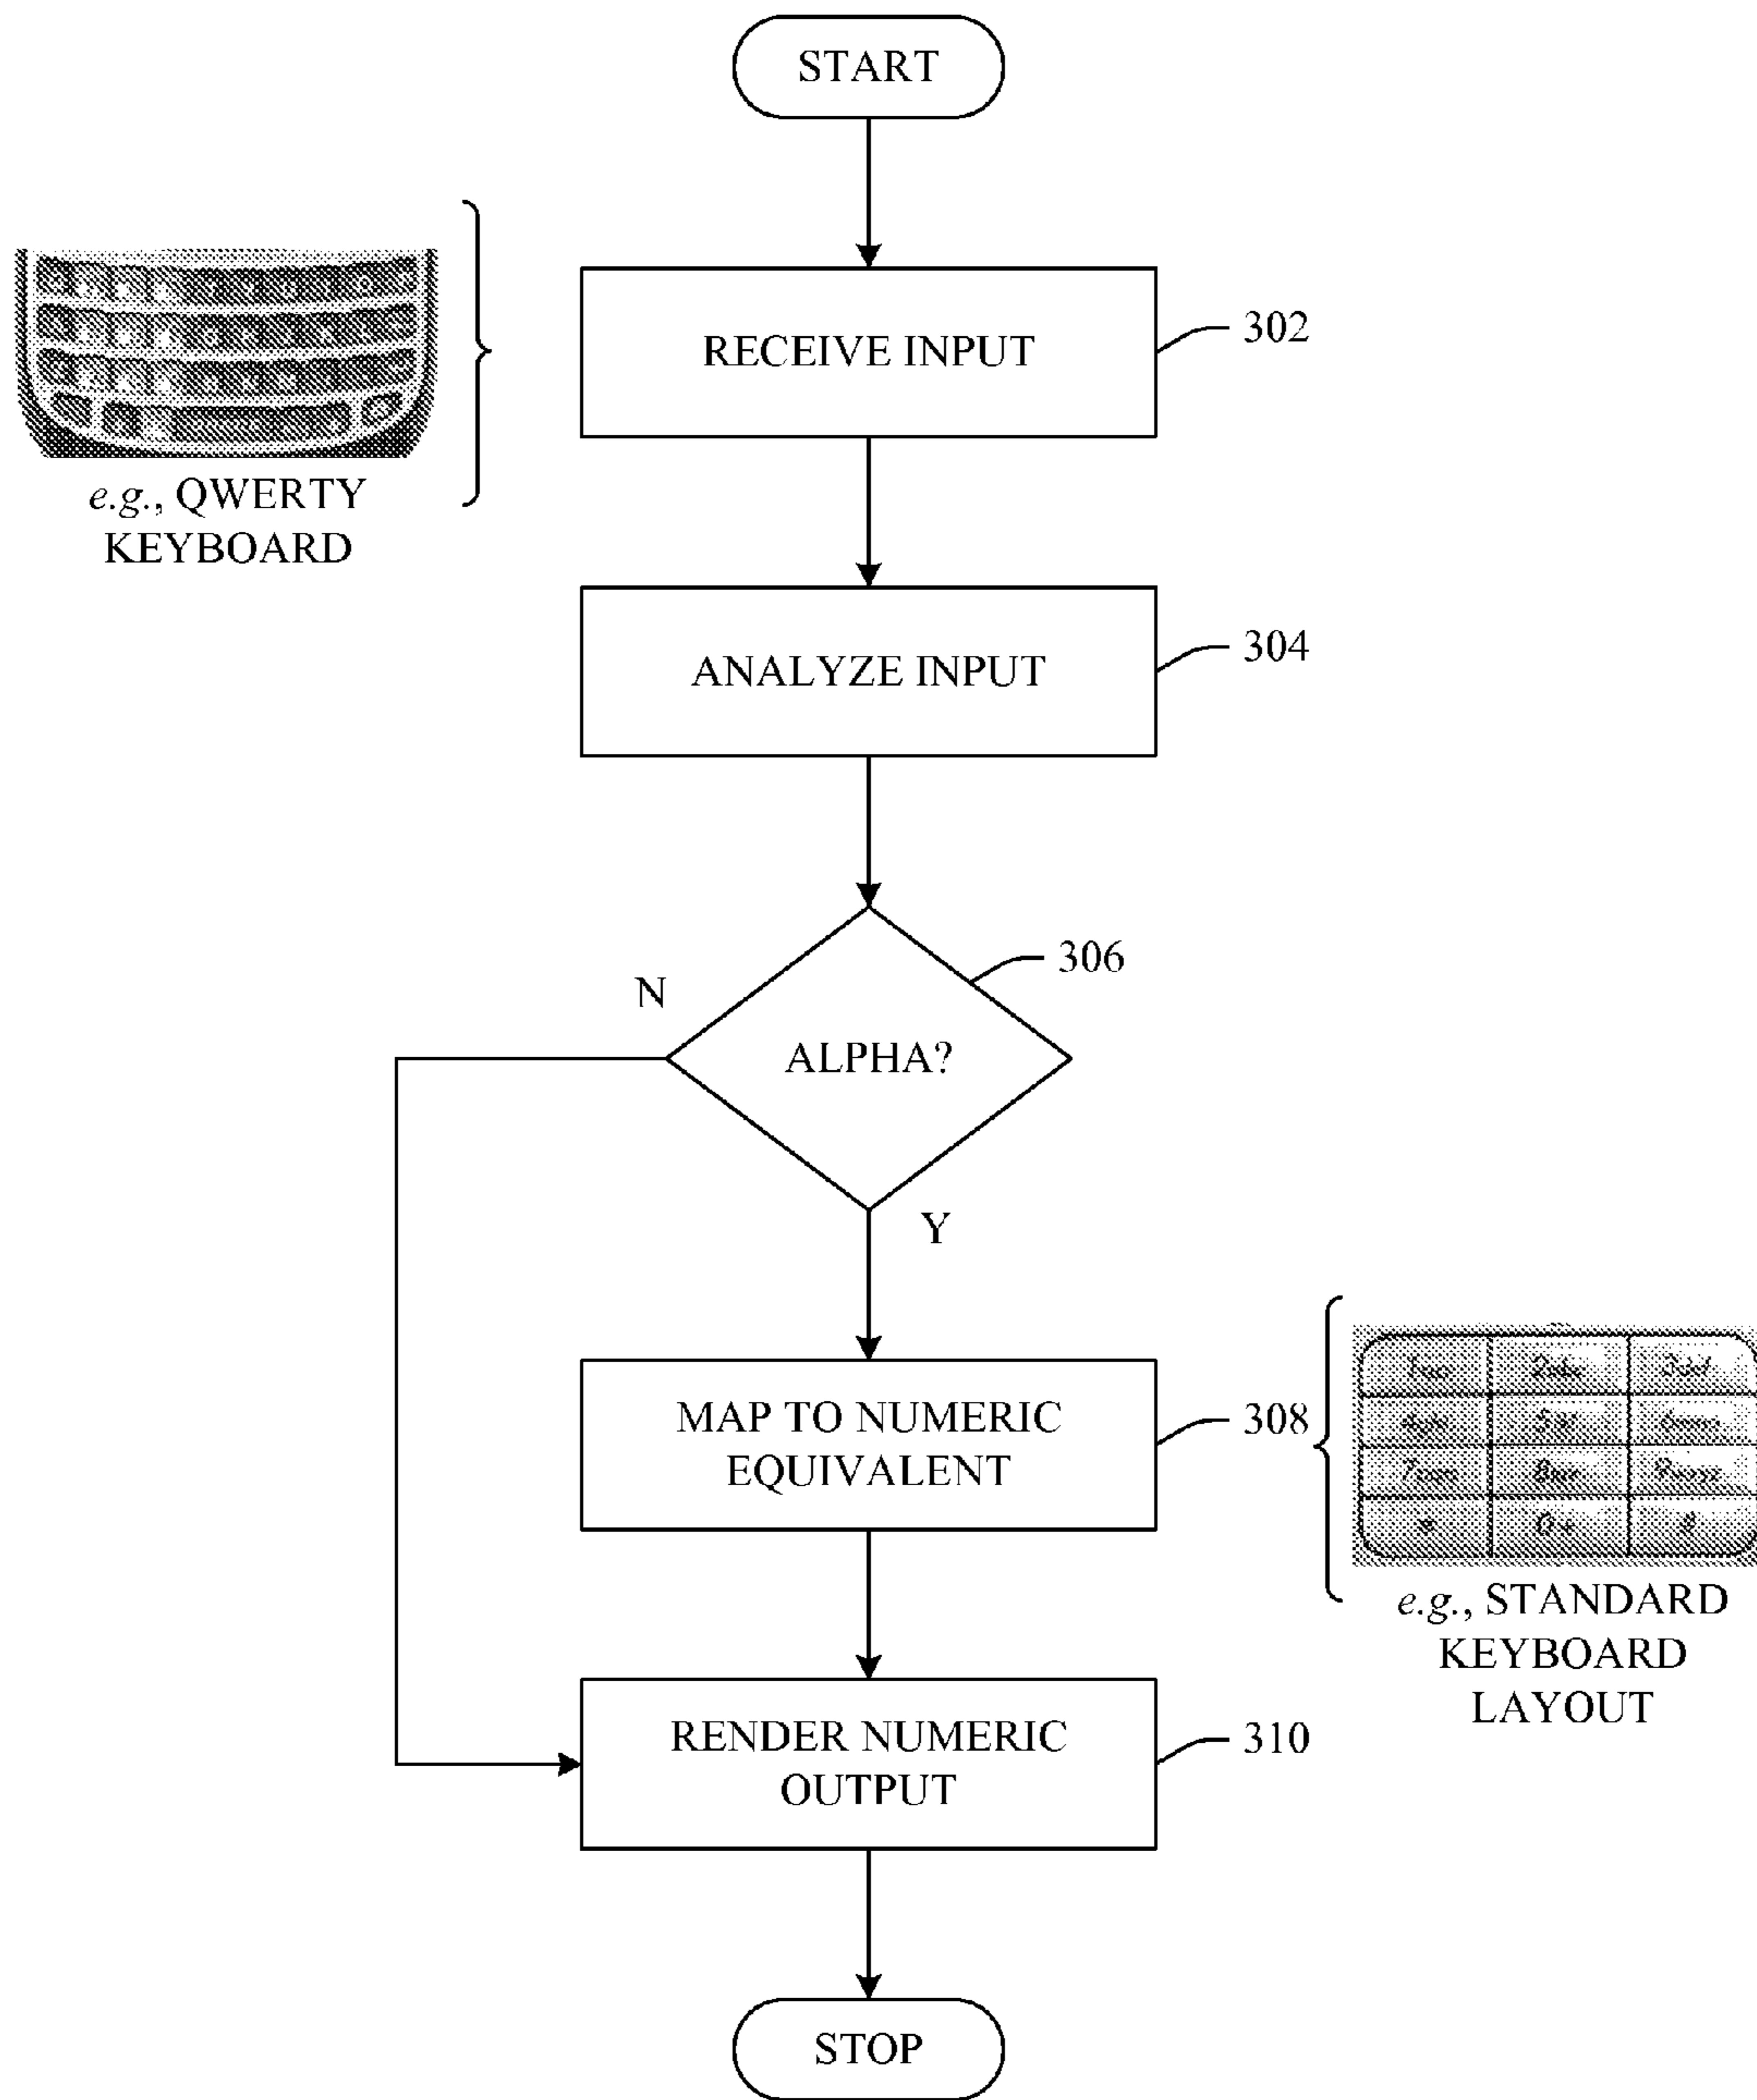 START
RECEIVE INPUT
302
e.g., QWERTY
KEYBOARD
ANALYZE INPUT
304
306
N
ALPHA?
Y
MAP TO NUMERIC
EQUIVALENT
308
e.g., STANDARD
KEYBOARD
LAYOUT
RENDER NUMERIC
OUTPUT
310
STOP